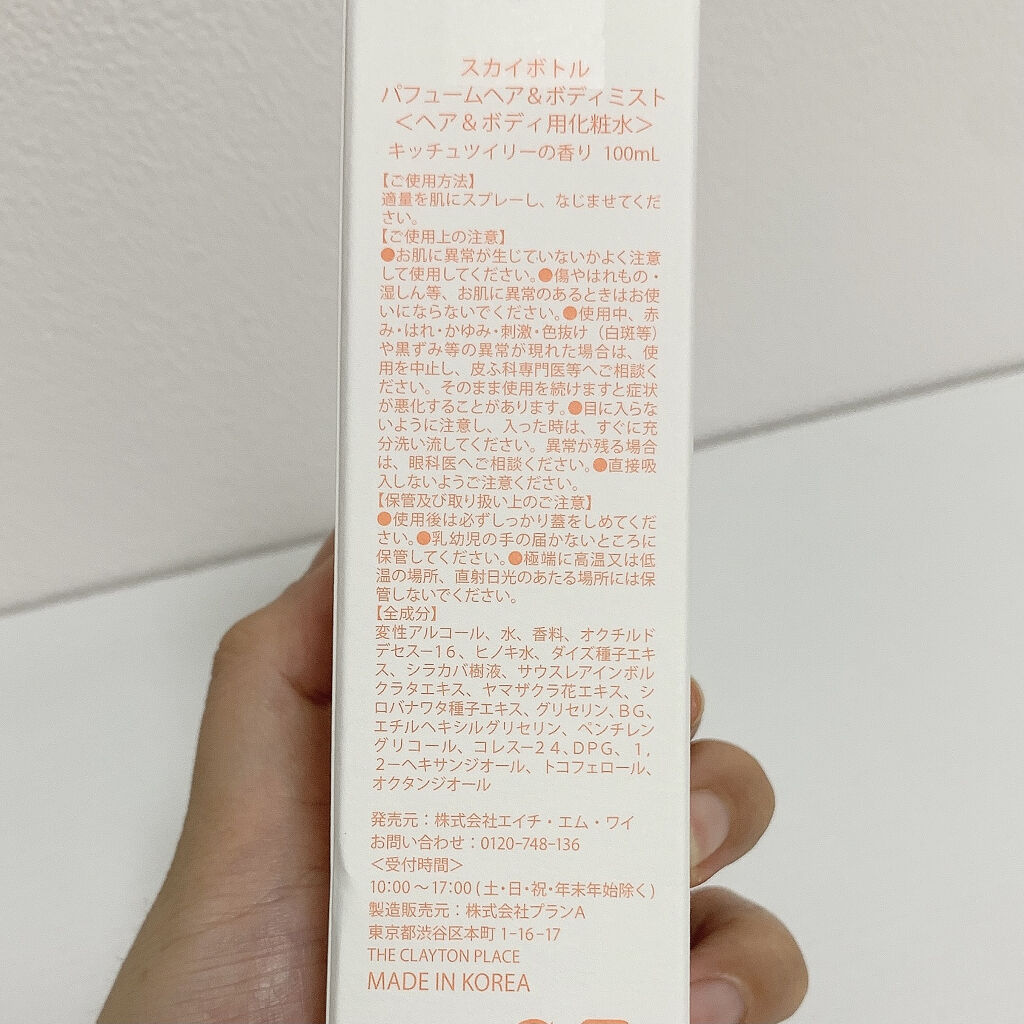 スカイボトル
パフュームヘア＆ボディミスト
＜ヘア＆ボディ用化粧水＞
キッチュツイリーの香り 100mL
【ご使用方法】
適量を肌にスプレーし、なじませてくだ
さい。
【ご使用上の注意】
●お肌に異常が生じていないかよく注意
して使用してください。●傷やはれもの・
湿しん等、お肌に異常のあるときはお使
いにならないでください。●使用中、赤
み・はれ・かゆみ・刺激・色抜け（白斑等）
や黒ずみ等の異常が現れた場合は、使
用を中止し、皮ふ科専門医等へご相談く
ださい。そのまま使用を続けますと症状
が悪化することがあります。●目に入らな
いように注意し、入った時は、すぐに充
分洗い流してください。異常が残る場合
は、眼科医へご相談ください。●直接吸
入しないようご注意ください。
【保管及び取り扱い上のご注意】
●使用後は必ずしっかり蓋をしめてくだ
さい。●乳幼児の手の届かないところに
保管してください。●極端に高温又は低
温の場所、直射日光のあたる場所には保
管しないでください。
【全成分】
変性アルコール、水、香料、オクチルド
デセス－１６、ヒノキ水、ダイズ種子エキ
ス、シラカバ樹液、サウスレアインボル
クラタエキス、ヤマザクラ花エキス、シ
ロバナワタ種子エキス、グリセリン、ＢＧ、
エチルヘキシルグリセリン、ペンチレン
グリコール、コレス－２４、ＤＰＧ、１，
２－ヘキサンジオール、トコフェロール、
オクタンジオール
発売元：株式会社エイチ・エム・ワイ
お問い合わせ：0120-748-136
＜受付時間＞
10:00～17:00（土・日・祝・年末年始除く）
製造販売元：株式会社プランA
東京都渋谷区本町 1-16-17
THE CLAYTON PLACE
MADE IN KOREA